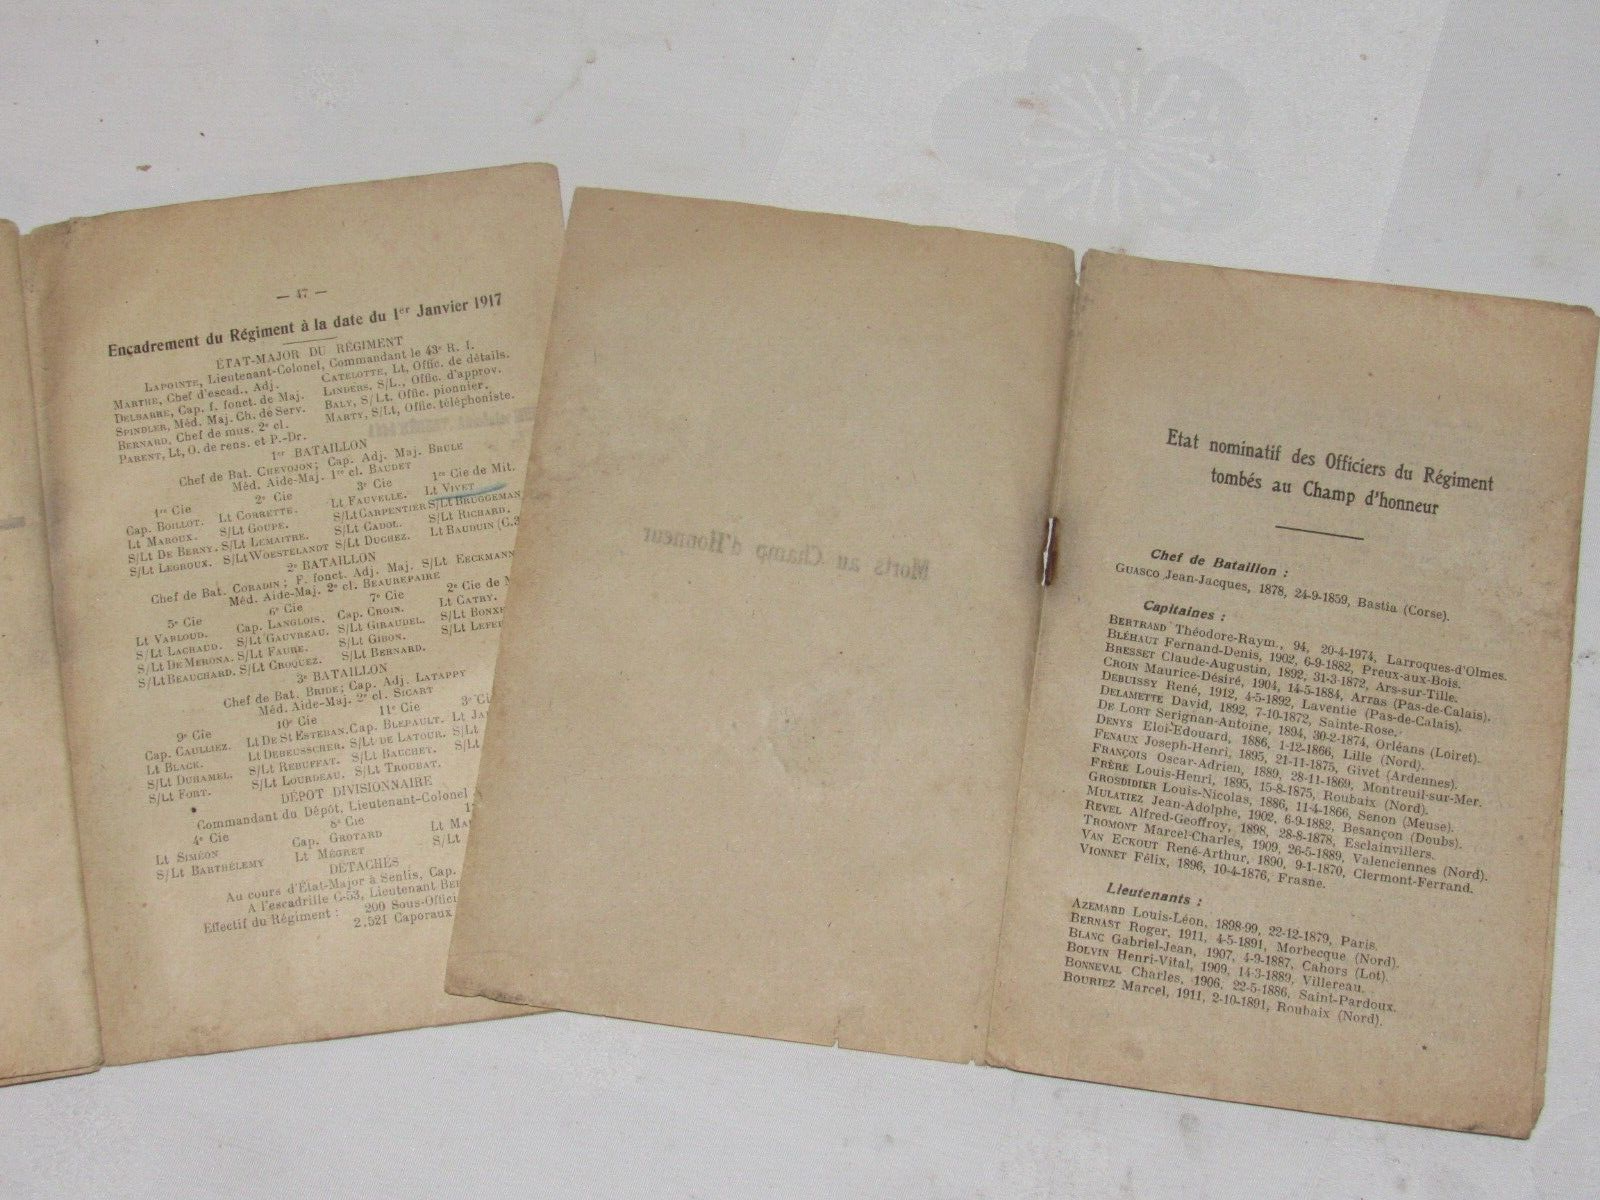 — 47 —
Encadrement du Régiment à la date du 1er Janvier 1917
ÉTAT-MAJOR DU RÉGIMENT
LAPOINTE, Lieutenant-Colonel, Commandant le 43e R. I.
MARTHE, Chef d'escad., Adj. CATELOTTE, Lt, Offic. de détails.
DELBARRE, Cap. f. fonct. de Maj. LINDERS, S/L., Offic. d'approv.
SPINDLER, Méd. Maj. Ch. de Serv. BALY, S/Lt. Offic. pionnier.
BERNARD, Chef de mus. 2e cl. MARTY, S/Lt, Offic. téléphoniste.
PARENT, Lt, O. de rens. et P.-Dr.
1er BATAILLON
Chef de Bat. CHEVOJON; Cap. Adj. Maj. BRULE
Méd. Aide-Maj. 1re cl. BAUDET
1re Cie 2e Cie 3e Cie 1re Cie de Mit.
Cap. BOILLOT. Lt CORRETTE. Lt FAUVELLE. Lt VIVET
Lt MAROUX. S/Lt GOUPE. S/Lt CARPENTIER S/Lt BRUGGEMAN
S/Lt DE BERNY. S/Lt LEMAITRE. S/Lt CADOL. S/Lt RICHARD.
S/Lt LEGROUX. S/Lt WOESTELANDT S/Lt DUCHEZ. Lt BAUDUIN (C.3
2e BATAILLON
Chef de Bat. CORADIN; F. fonct. Adj. Maj. S/Lt EECKMANN
Méd. Aide-Maj. 2e cl. BEAUREPAIRE
5e Cie 6e Cie 7e Cie 2e Cie de M
Lt VABLOUD. Cap. LANGLOIS. Cap. CROIN. Lt CATRY.
S/Lt LAGRAUD. S/Lt GAUVREAU. S/Lt GIRAUDEL. S/Lt BONXE
S/Lt DE MERONA. S/Lt FAURE. S/Lt GIBON. S/Lt LEFEU
S/Lt BEAUCHARD. S/Lt CROQUEZ. S/Lt BERNARD.
3e BATAILLON
Chef de Bat. BRIDE; Cap. Adj. LATAPPY
Méd. Aide-Maj. 2e cl. SICART
9e Cie 10e Cie 11e Cie 3e Ci
Cap. CAULLIEZ. Lt DE St ESTEBAN. Cap. BLEPAULT. Lt JA
Lt BLACK. Lt DEBEUSSCHER. S/Lt DE LATOUR. S/Lt
S/Lt DURAMEL. S/Lt REBUFFAT. S/Lt BAUCHET. S/Lt
S/Lt FORT. S/Lt LOURDEAU. S/Lt TROUBAT.
DÉPOT DIVISIONNAIRE
Commandant du Dépôt, Lieutenant-Colonel
4e Cie 8e Cie 1
Lt SIMÉON Cap. GROTARD Lt MA
S/Lt BARTHÉLEMY Lt MÉGRET S/Lt
DÉTACHÉS
Au cours d'État-Major à Senlis, Cap.
A l'escadrille C-53, Lieutenant BER
Effectif du Régiment : 200 Sous-Offici
2.521 Caporaux
Morts au Champ d'Honneur
Etat nominatif des Officiers du Régiment
tombés au Champ d'honneur
Chef de Bataillon :
GUASCO Jean-Jacques, 1878, 24-9-1859, Bastia (Corse).
Capitaines :
BERTRAND Théodore-Raym., 94, 20-4-1974, Larroques-d'Olmes.
BLÉHAUT Fernand-Denis, 1902, 6-9-1882, Preux-aux-Bois.
BRESSET Claude-Augustin, 1892, 31-3-1872, Ars-sur-Tille.
CROIN Maurice-Désiré, 1904, 14-5-1884, Arras (Pas-de-Calais).
DEBUISSY René, 1912, 4-5-1892, Laventie (Pas-de-Calais).
DELAMETTE David, 1892, 7-10-1872, Sainte-Rose.
DE LORT Serignan-Antoine, 1894, 30-2-1874, Orléans (Loiret).
DENYS Eloi-Edouard, 1886, 1-12-1866, Lille (Nord).
FENAUX Joseph-Henri, 1895, 21-11-1875, Givet (Ardennes).
FRANÇOIS Oscar-Adrien, 1889, 28-11-1869, Montreuil-sur-Mer.
FRÈRE Louis-Henri, 1895, 15-8-1875, Roubaix (Nord).
GROSDIDIER Louis-Nicolas, 1886, 11-4-1866, Senon (Meuse).
MULATIEZ Jean-Adolphe, 1902, 6-9-1882, Besançon (Doubs).
REVEL Alfred-Geoffroy, 1898, 28-8-1878, Esclainvillers.
TROMONT Marcel-Charles, 1909, 26-5-1889, Valenciennes (Nord).
VAN ECKOUT René-Arthur, 1890, 9-1-1870, Clermont-Ferrand.
VIONNET Félix, 1896, 10-4-1876, Frasne.
Lieutenants :
AZEMARD Louis-Léon, 1898-99, 22-12-1879, Paris.
BERNAST Roger, 1911, 4-5-1891, Morbecque (Nord).
BLANC Gabriel-Jean, 1907, 4-9-1887, Cahors (Lot).
BOLVIN Henri-Vital, 1909, 14-3-1889, Villereau.
BONNEVAL Charles, 1906, 22-5-1886, Saint-Pardoux.
BOURIEZ Marcel, 1911, 2-10-1891, Roubaix (Nord).